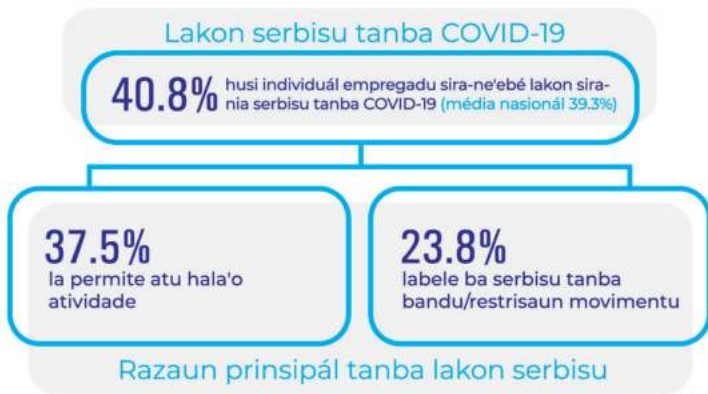 Lakon serbisu tanba COVID-19
40.8% husi individuál empregadu sira-ne'ebé lakon sira-
nia serbisu tanba COVID-19 (média nasionál 39.3%)
37.5%
la permite atu hala'o
atividade
23.8%
labele ba serbisu tanba
bandu/restrisaun movimentu
Razaun prinsipál tanba lakon serbisu